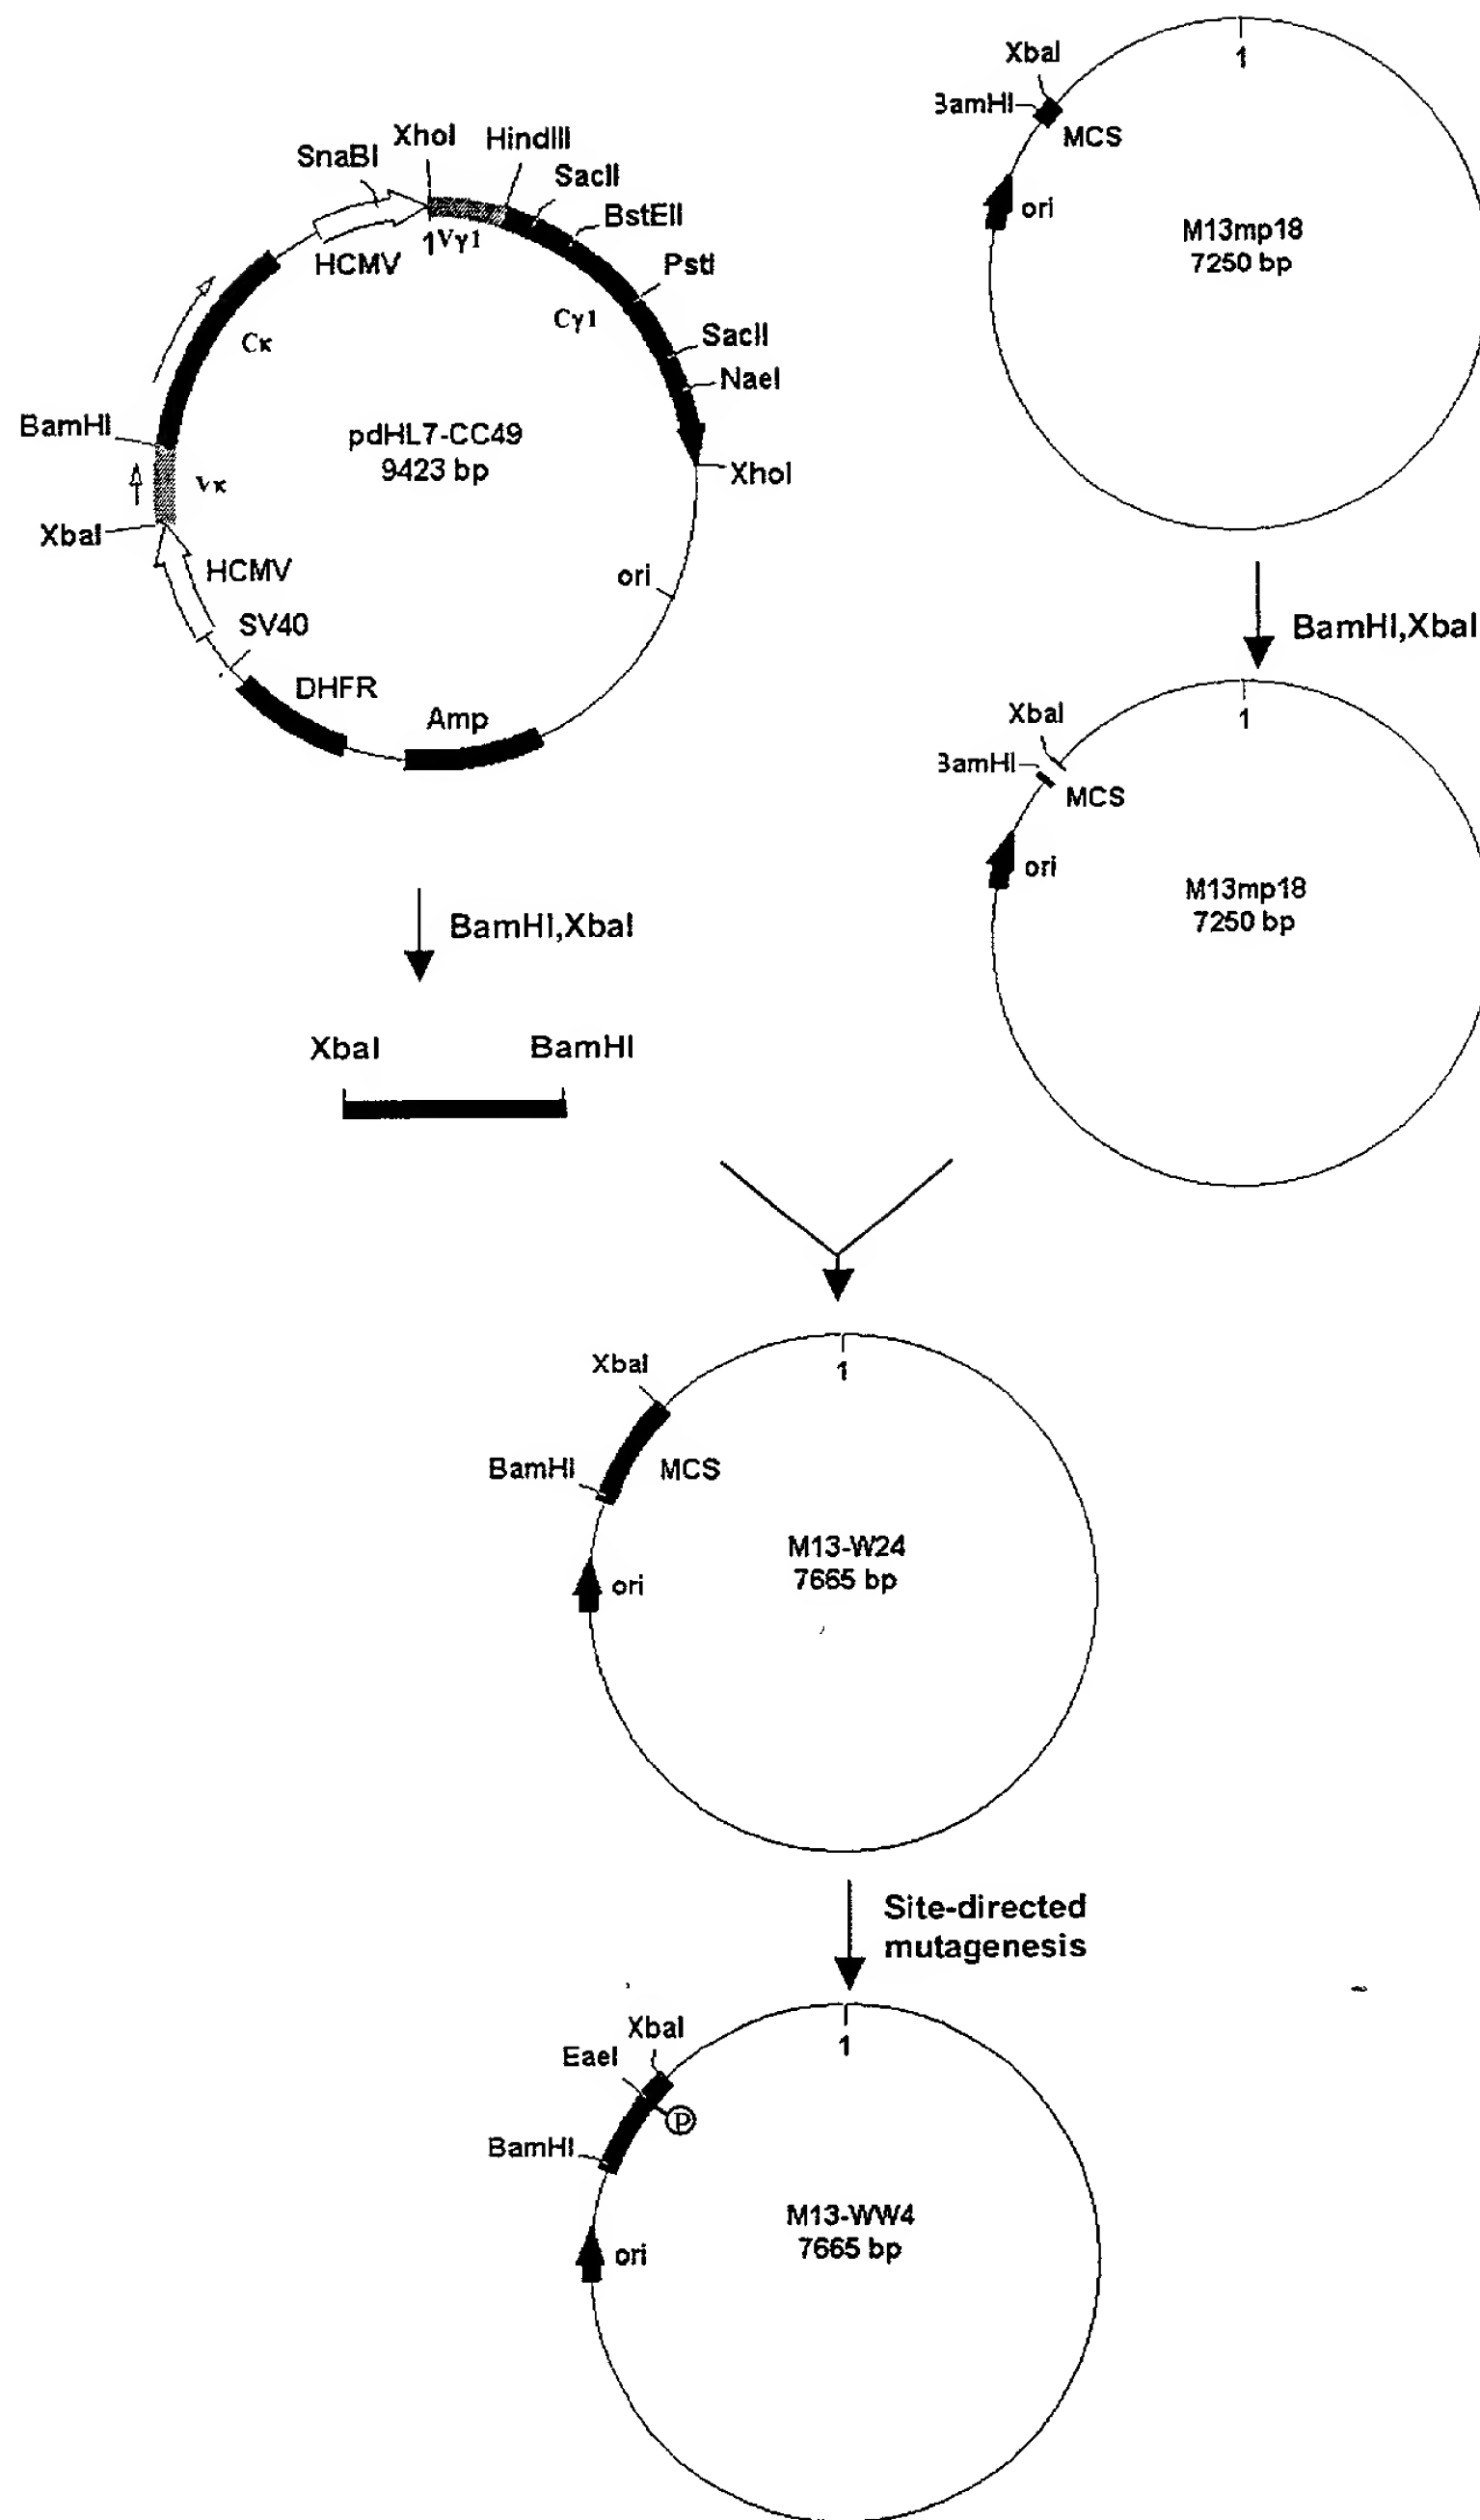 XhoI
HindIII
SnaBI
SacII
BstEII
1
Vγ1
HCMV
PstI
Cγ1
Cκ
SacII
NaeI
BamHI
pdHL7-CC49
9423 bp
XhoI
Vκ
XbaI
HCMV
ori
SV40
DHFR
Amp
BamHI,XbaI
XbaI
BamHI
1
XbaI
BamHI
MCS
ori
M13mp18
7250 bp
BamHI,XbaI
1
XbaI
BamHI
MCS
ori
M13mp18
7250 bp
1
XbaI
BamHI
MCS
M13-W24
7665 bp
ori
Site-directed
mutagenesis
1
XbaI
EaeI
P
BamHI
M13-WW4
7665 bp
ori